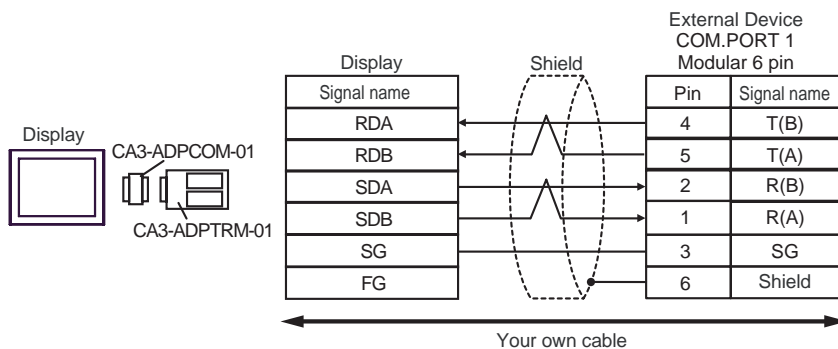 External Device
COM.PORT 1
Modular 6 pin
Display
Shield
Signal name
Pin
Signal name
RDA
4
T(B)
RDB
5
T(A)
SDA
2
R(B)
SDB
1
R(A)
SG
3
SG
FG
6
Shield
Display
CA3-ADPCOM-01
CA3-ADPTRM-01
Your own cable